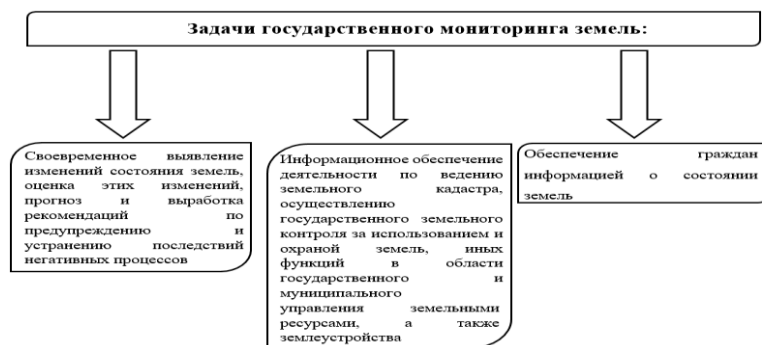 Задачи государственного мониторинга земель:
Своевременное выявление
изменений состояния земель,
оценка этих изменений,
прогноз и выработка
рекомендаций по
предупреждению и
устранению последствий
негативных процессов
Информационное обеспечение
деятельности по ведению
земельного кадастра,
осуществлению
государственного земельного
контроля за использованием и
охраной земель, иных
функций в области
государственного и
муниципального
управления земельными
ресурсами, а также
землеустройства
Обеспечение граждан
информацией о состоянии
земель